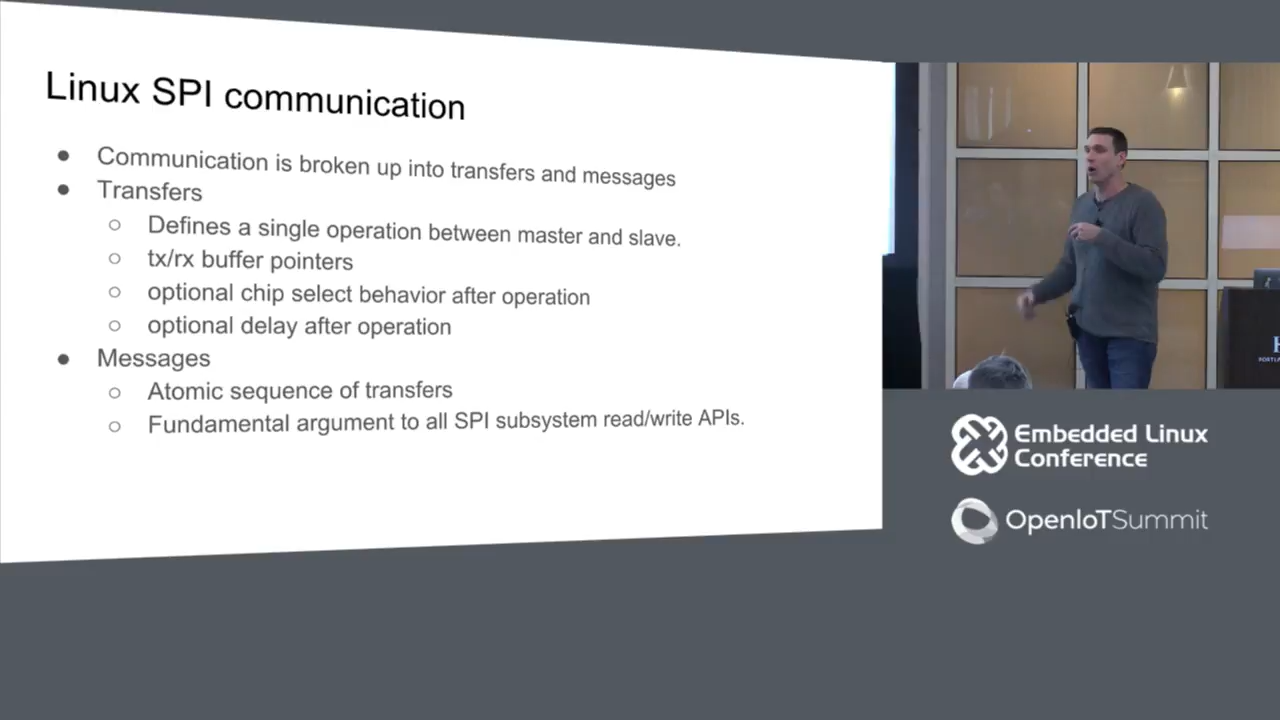 Linux SPI communication
● Communication is broken up into transfers and messages
● Transfers
○ Defines a single operation between master and slave.
○ tx/rx buffer pointers
○ optional chip select behavior after operation
○ optional delay after operation
● Messages
○ Atomic sequence of transfers
○ Fundamental argument to all SPI subsystem read/write APIs.
Embedded Linux
Conference
OpenIoTSummit